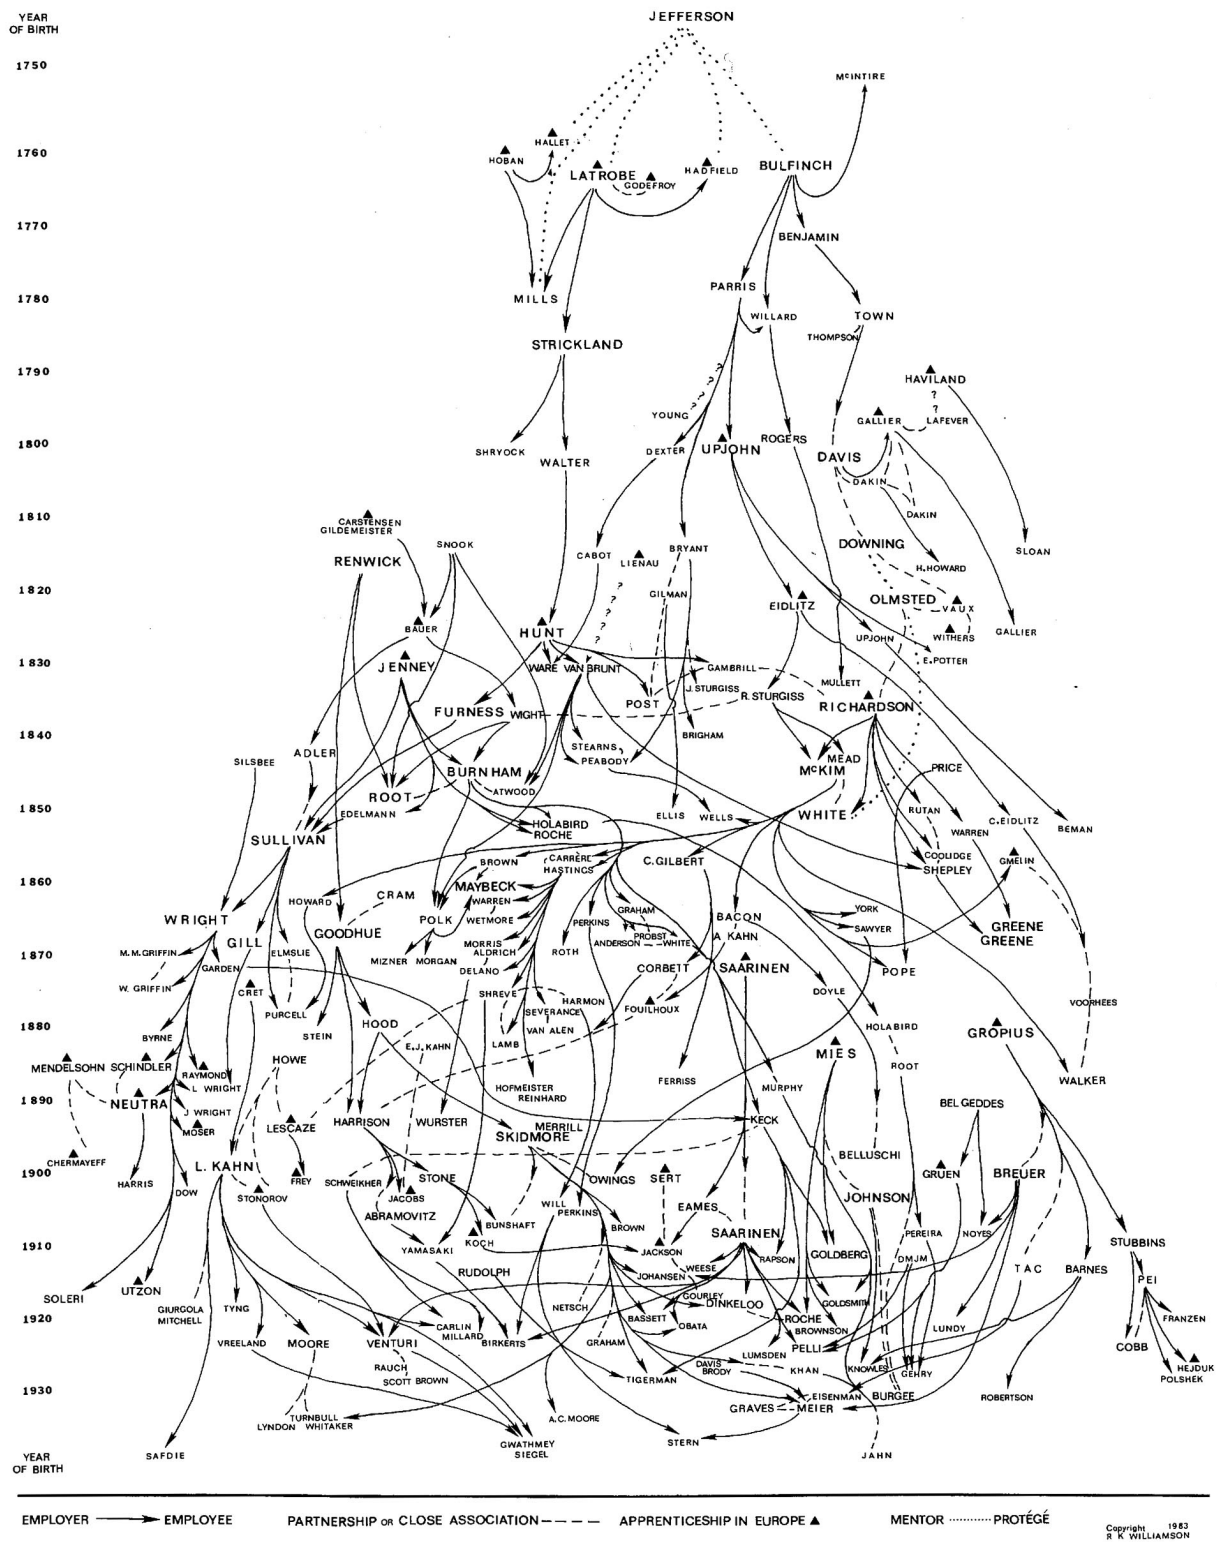 YEAR
OF BIRTH
JEFFERSON
1750
McINTIRE
HALLET
1760
HOBAN
LATROBE
GODEFROY
HADFIELD
BULFINCH
1770
BENJAMIN
PARRIS
1780
MILLS
WILLARD
TOWN
THOMPSON
STRICKLAND
1790
?
?
?
?
HAVILAND
?
?
YOUNG
GALLIER
LAFEVER
1800
SHRYOCK
WALTER
DEXTER
UPJOHN
ROGERS
DAVIS
DAKIN
DAKIN
1810
CARSTENSEN
GILDEMEISTER
SNOOK
RENWICK
CABOT
LIENAU
BRYANT
DOWNING
SLOAN
H. HOWARD
1820
?
?
?
?
?
GILMAN
EIDLITZ
OLMSTED
VAUX
BAUER
HUNT
UPJOHN
WITHERS
GALLIER
1830
JENNEY
WARE
VAN BRUNT
GAMBRILL
E. POTTER
MULLETT
J. STURGISS
R. STURGISS
POST
RICHARDSON
FURNESS
WIGHT
1840
BRIGHAM
STEARNS
PEABODY
ADLER
SILSBEE
BURNHAM
MEAD
McKIM
PRICE
ATWOOD
ROOT
1850
EDELMANN
ELLIS
WELLS
WHITE
RUTAN
C. EIDLITZ
HOLABIRD
ROCHE
WARREN
BEMAN
SULLIVAN
BROWN
CARRERE
HASTINGS
C. GILBERT
COOLIDGE
SHEPLEY
GMELIN
1860
MAYBECK
HOWARD
CRAM
WARREN
WRIGHT
POLK
WETMORE
PERKINS
GRAHAM
BACON
YORK
GILL
GOODHUE
PROBST
ANDERSON
WHITE
A KAHN
SAWYER
GREENE
GREENE
1870
M. M. GRIFFIN
ELMSLIE
MIZNER
MORGAN
MORRIS
ALDRICH
ROTH
GARDEN
DELANO
CORBETT
SAARINEN
POPE
W. GRIFFIN
CRET
SHREVE
HARMON
SEVERANCE
FOUILHOUX
DOYLE
VOORHEES
PURCELL
1880
BYRNE
STEIN
HOOD
VAN ALEN
HOLABIRD
GROPIUS
E. J. KAHN
LAMB
MIES
MENDELSOHN
SCHINDLER
RAYMOND
HOWE
ROOT
L WRIGHT
HOFMEISTER
REINHARD
FERRISS
MURPHY
WALKER
1890
NEUTRA
J WRIGHT
BEL GEDDES
MOSER
LESCAZE
HARRISON
WURSTER
MERRILL
SKIDMORE
KECK
CHERMAYEFF
BELLUSCHI
1900
HARRIS
DOW
L. KAHN
FREY
STONOROV
SCHWEIKHER
STONE
JACOBS
OWINGS
SERT
GRUEN
BREUER
JOHNSON
WILL
PERKINS
EAMES
ABRAMOVITZ
BUNSHAFT
BROWN
SAARINEN
PEREIRA
NOYES
1910
YAMASAKI
KOCH
JACKSON
GOLDBERG
STUBBINS
RAPSON
DMJM
WEESE
JOHANSEN
TAC
BARNES
PEI
SOLERI
UTZON
RUDOLPH
GOURLEY
DINKELOO
GOLDSMITH
GIURGOLA
MITCHELL
TYNG
NETSCH
BASSETT
ROCHE
FRANZEN
1920
CARLIN
MILLARD
OBATA
BROWNSON
LUNDY
VREELAND
MOORE
VENTURI
BIRKERTS
GRAHAM
PELLI
COBB
LUMSDEN
RAUCH
SCOTT BROWN
DAVIS
BRODY
KHAN
KNOWLES
GEHRY
HEJDUK
POLSHEK
TIGERMAN
1930
EISENMAN
BURGEE
ROBERTSON
GRAVES
MEIER
LYNDON
TURNBULL
WHITAKER
A.C. MOORE
GWATHMEY
SIEGEL
STERN
SAFDIE
JAHN
YEAR
OF BIRTH
EMPLOYER EMPLOYEE PARTNERSHIP OR CLOSE ASSOCIATION APPRENTICESHIP IN EUROPE MENTOR PROTÉGÉ
Copyright 1983
R K WILLIAMSON